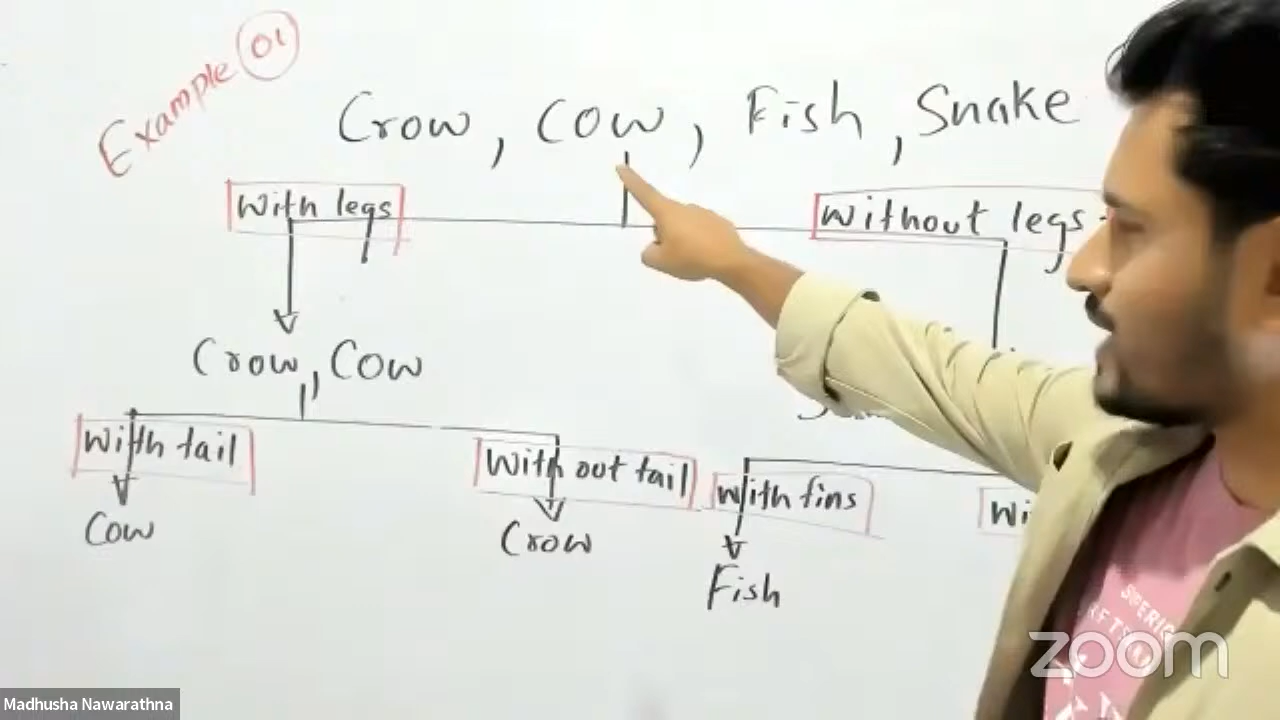 Example 01
Crow, Cow, Fish, Snake
With legs
Without legs
Crow, Cow
With tail
With out tail
With fins
Cow
Crow
Fish
SUPERIO
zoom
Madhusha Nawarathna